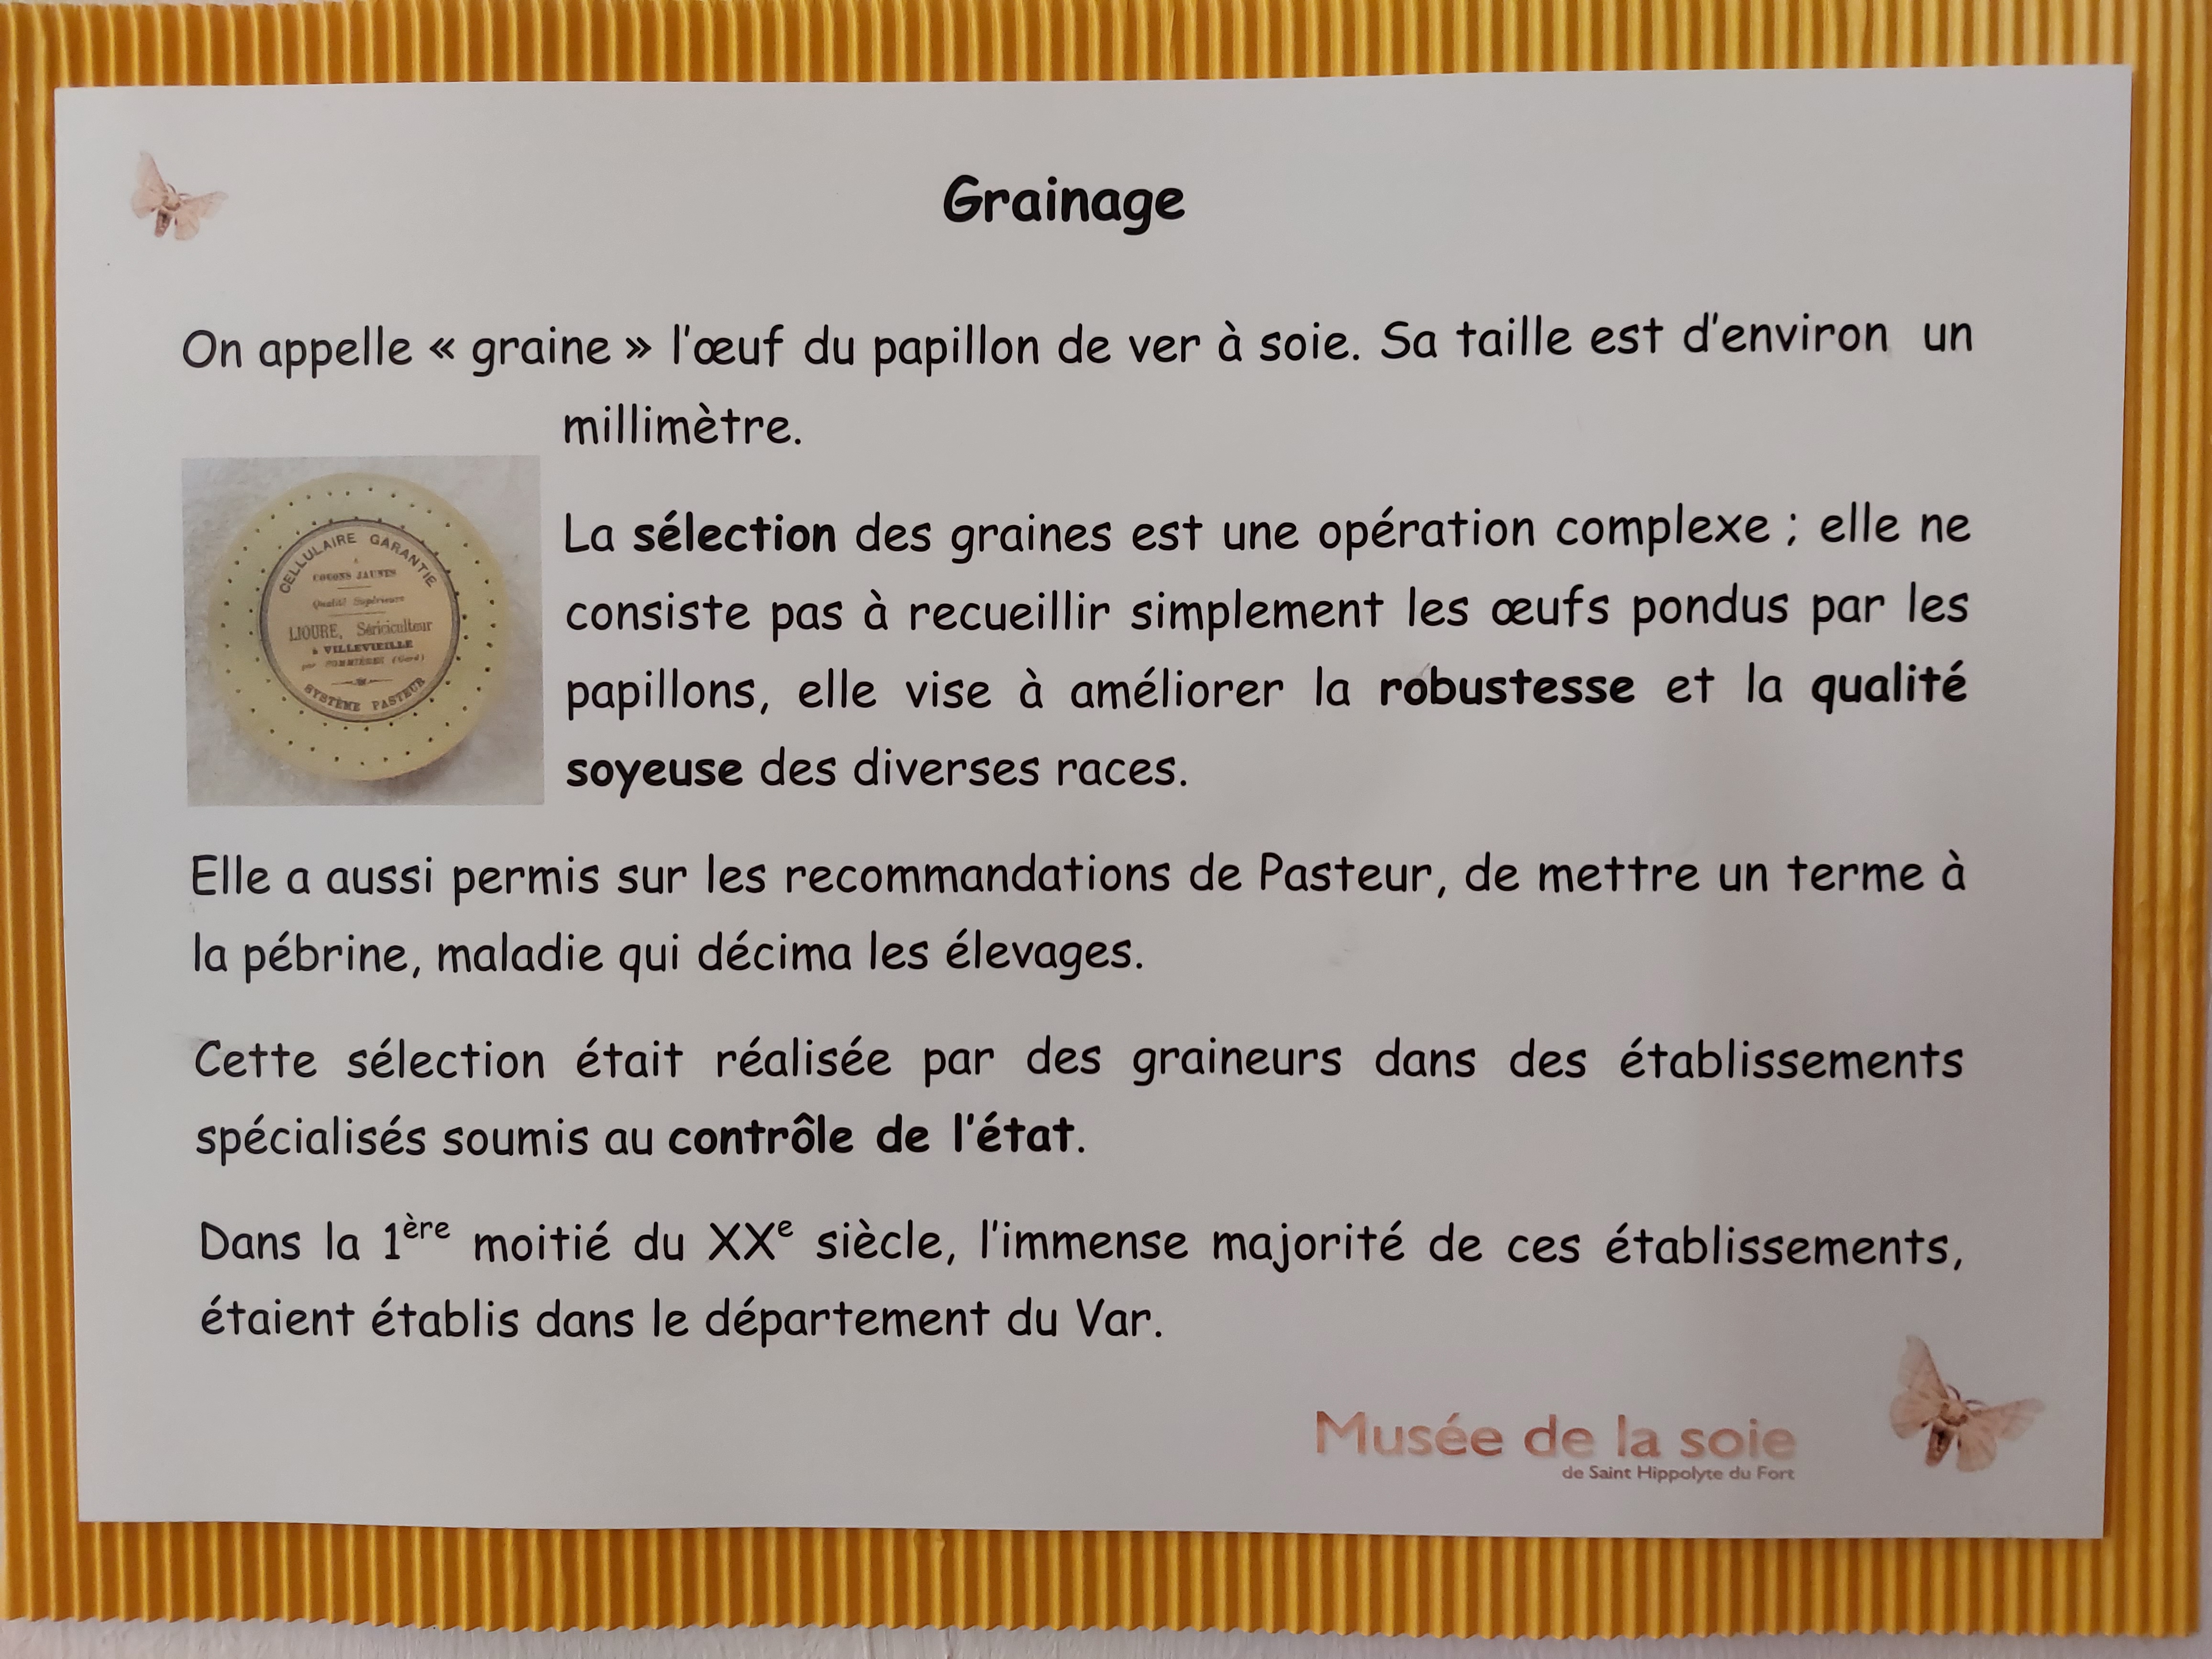 Grainage
On appelle « graine » l'œuf du papillon de ver à soie. Sa taille est d'environ un
millimètre.
CELLULAIRE GARANTIE
à
COCONS JAUNES
Qualité Supérieure
LIOURE, Sériciculteur
à VILLEVIEILLE
par SOMMIÈRES (Gard)
SYSTÈME PASTEUR
La sélection des graines est une opération complexe ; elle ne
consiste pas à recueillir simplement les œufs pondus par les
papillons, elle vise à améliorer la robustesse et la qualité
soyeuse des diverses races.
Elle a aussi permis sur les recommandations de Pasteur, de mettre un terme à
la pébrine, maladie qui décima les élevages.
Cette sélection était réalisée par des graineurs dans des établissements
spécialisés soumis au contrôle de l'état.
Dans la 1ère moitié du XXe siècle, l'immense majorité de ces établissements,
étaient établis dans le département du Var.
Musée de la soie
de Saint Hippolyte du Fort